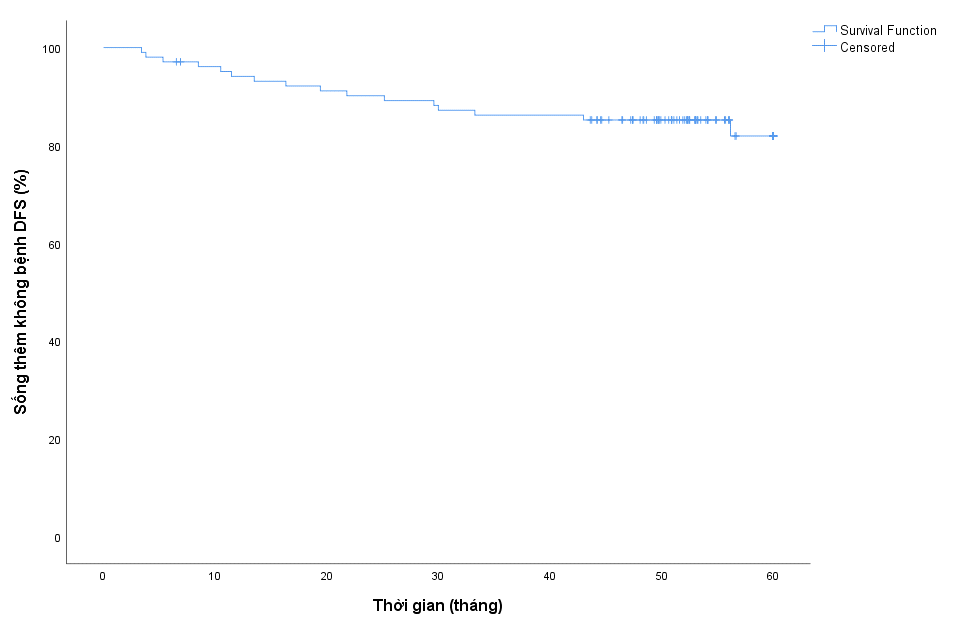 Survival Function
Censored
100
80
60
40
20
0
Sống thêm không bệnh DFS (%)
0 10 20 30 40 50 60
Thời gian (tháng)